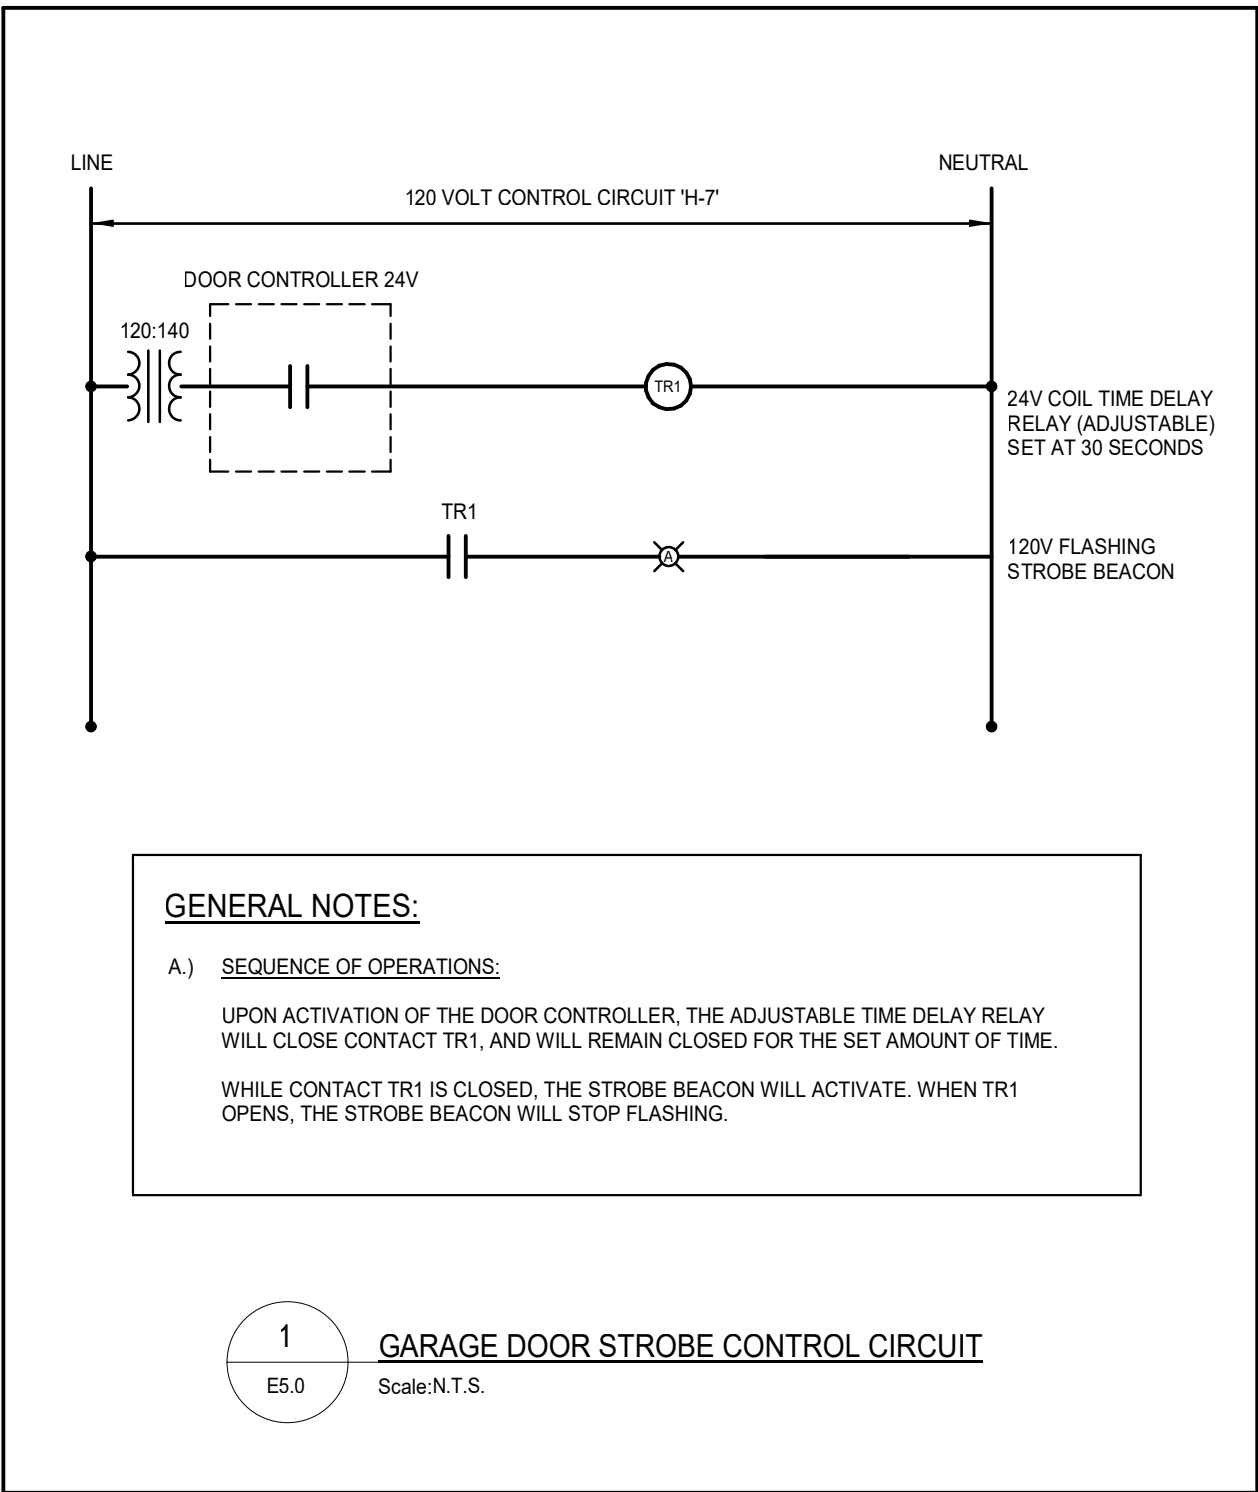 LINE
NEUTRAL
120 VOLT CONTROL CIRCUIT 'H-7'
DOOR CONTROLLER 24V
120:140
TR1
24V COIL TIME DELAY
RELAY (ADJUSTABLE)
SET AT 30 SECONDS
TR1
A
120V FLASHING
STROBE BEACON
GENERAL NOTES:
A.) SEQUENCE OF OPERATIONS:
UPON ACTIVATION OF THE DOOR CONTROLLER, THE ADJUSTABLE TIME DELAY RELAY
WILL CLOSE CONTACT TR1, AND WILL REMAIN CLOSED FOR THE SET AMOUNT OF TIME.
WHILE CONTACT TR1 IS CLOSED, THE STROBE BEACON WILL ACTIVATE. WHEN TR1
OPENS, THE STROBE BEACON WILL STOP FLASHING.
1
E5.0
GARAGE DOOR STROBE CONTROL CIRCUIT
Scale:N.T.S.